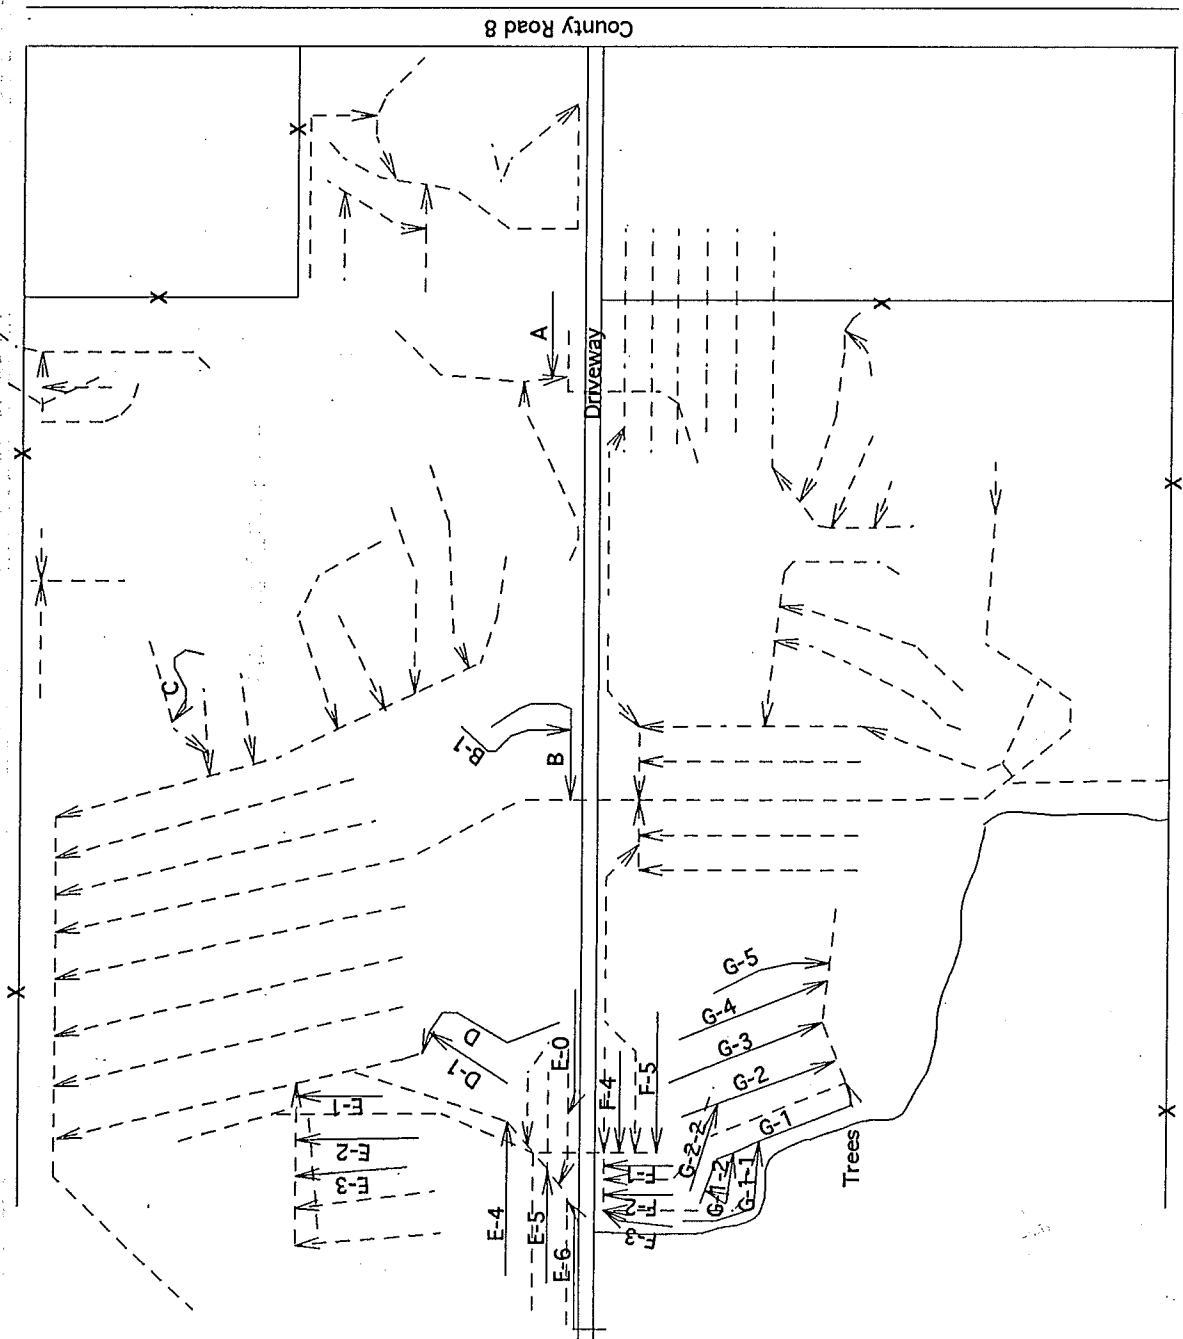 County Road 8
X
X
A
Driveway
X
X
X
C
B-1
B
X
X
G-5
G-4
D
D-1
E-0
F-4
F-5
G-3
G-2
E-1
E-2
E-3
G-1
G-2-2
F-1
G-1-2
G-1-1
F-2
F-3
Trees
E-4
E-5
E-6
X